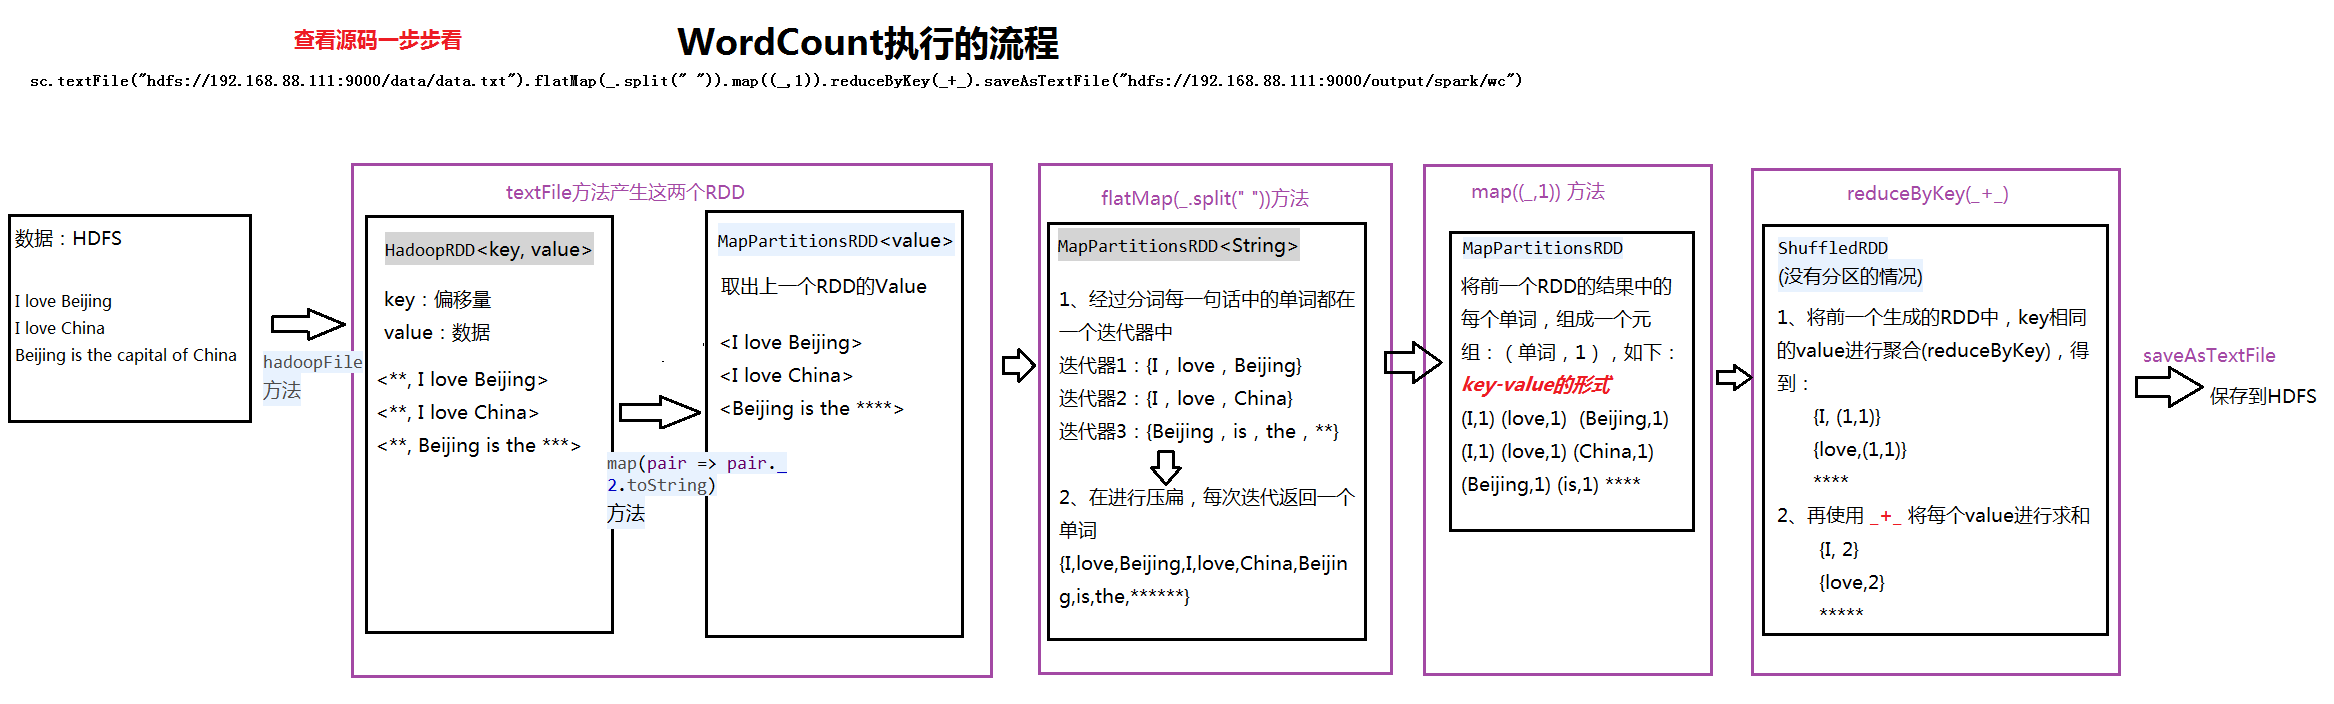 查看源码一步步看
WordCount执行的流程
sc.textFile("hdfs://192.168.88.111:9000/data/data.txt").flatMap(_.split(" ")).map((_,1)).reduceByKey(_+_).saveAsTextFile("hdfs://192.168.88.111:9000/output/spark/wc")
数据：HDFS
I love Beijing
I love China
Beijing is the capital of China
hadoopFile
方法
textFile方法产生这两个RDD
HadoopRDD<key, value>
key：偏移量
value：数据
<**, I love Beijing>
<**, I love China>
<**, Beijing is the ***>
map(pair => pair._
2.toString)
方法
MapPartitionsRDD<value>
取出上一个RDD的Value
<I love Beijing>
<I love China>
<Beijing is the ****>
flatMap(_.split(" "))方法
MapPartitionsRDD<String>
1、经过分词每一句话中的单词都在
一个迭代器中
迭代器1：{I，love，Beijing}
迭代器2：{I，love，China}
迭代器3：{Beijing，is，the，**}
2、在进行压扁，每次迭代返回一个
单词
{I,love,Beijing,I,love,China,Beijin
g,is,the,******}
map((_,1)) 方法
MapPartitionsRDD
将前一个RDD的结果中的
每个单词，组成一个元
组：（单词，1），如下：
key-value的形式
(I,1) (love,1)  (Beijing,1)
(I,1) (love,1) (China,1)
(Beijing,1) (is,1) ****
reduceByKey(_+_)
ShuffledRDD
(没有分区的情况)
1、将前一个生成的RDD中，key相同
的value进行聚合(reduceByKey)，得
到：
{I, (1,1)}
{love,(1,1)}
****
2、再使用 _+_ 将每个value进行求和
{I, 2}
{love,2}
*****
saveAsTextFile
保存到HDFS